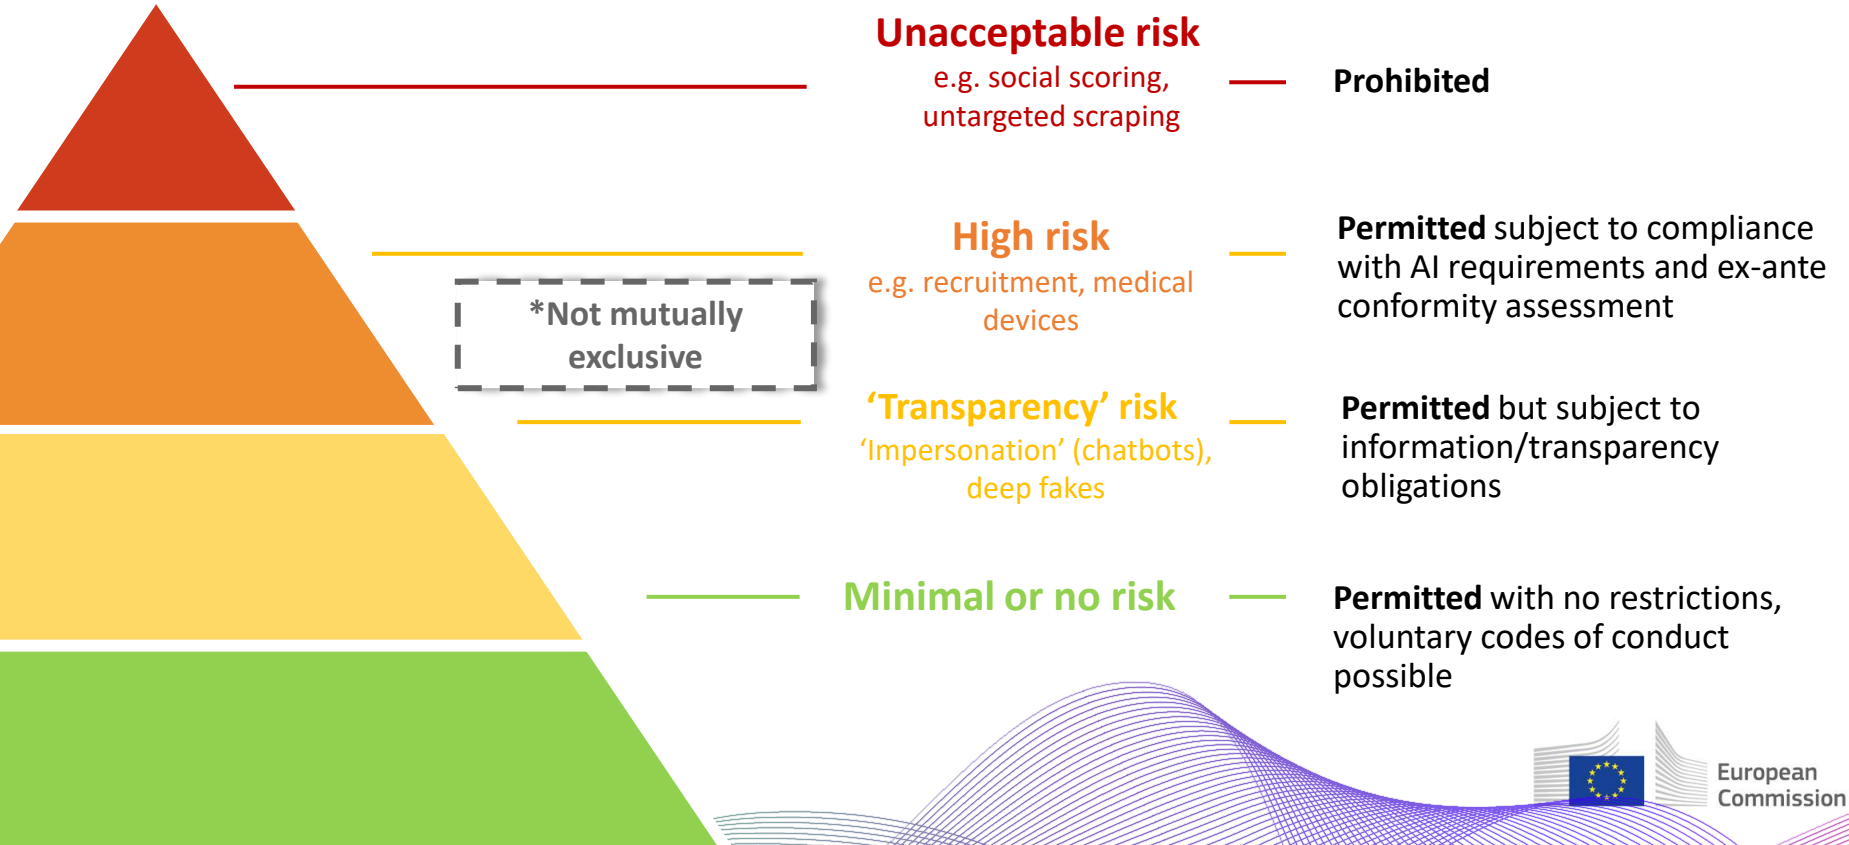 Unacceptable risk
e.g. social scoring,
untargeted scraping
Prohibited
High risk
e.g. recruitment, medical
devices
Permitted subject to compliance
with AI requirements and ex-ante
conformity assessment
*Not mutually
exclusive
‘Transparency’ risk
‘Impersonation’ (chatbots),
deep fakes
Permitted but subject to
information/transparency
obligations
Minimal or no risk
Permitted with no restrictions,
voluntary codes of conduct
possible
European
Commission